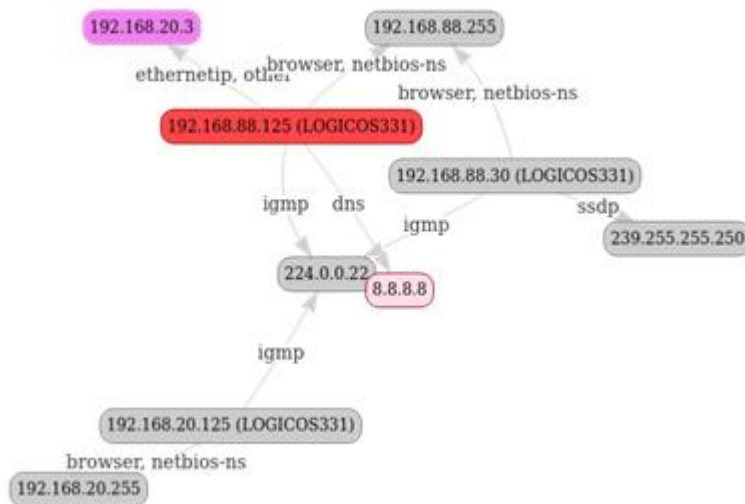 192.168.20.3
192.168.88.255
browser, netbios-ns
ethernetip, other
browser, netbios-ns
192.168.88.125 (LOGICOS331)
192.168.88.30 (LOGICOS331)
igmp
dns
ssdp
igmp
239.255.255.250
224.0.0.22
8.8.8.8
igmp
192.168.20.125 (LOGICOS331)
browser, netbios-ns
192.168.20.255